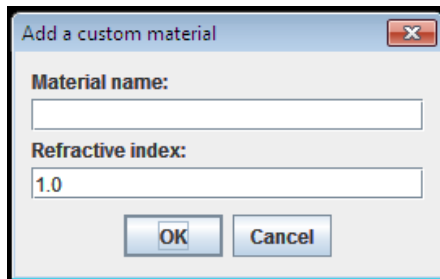 Add a custom material
Material name:
Refractive index:
1.0
OK Cancel